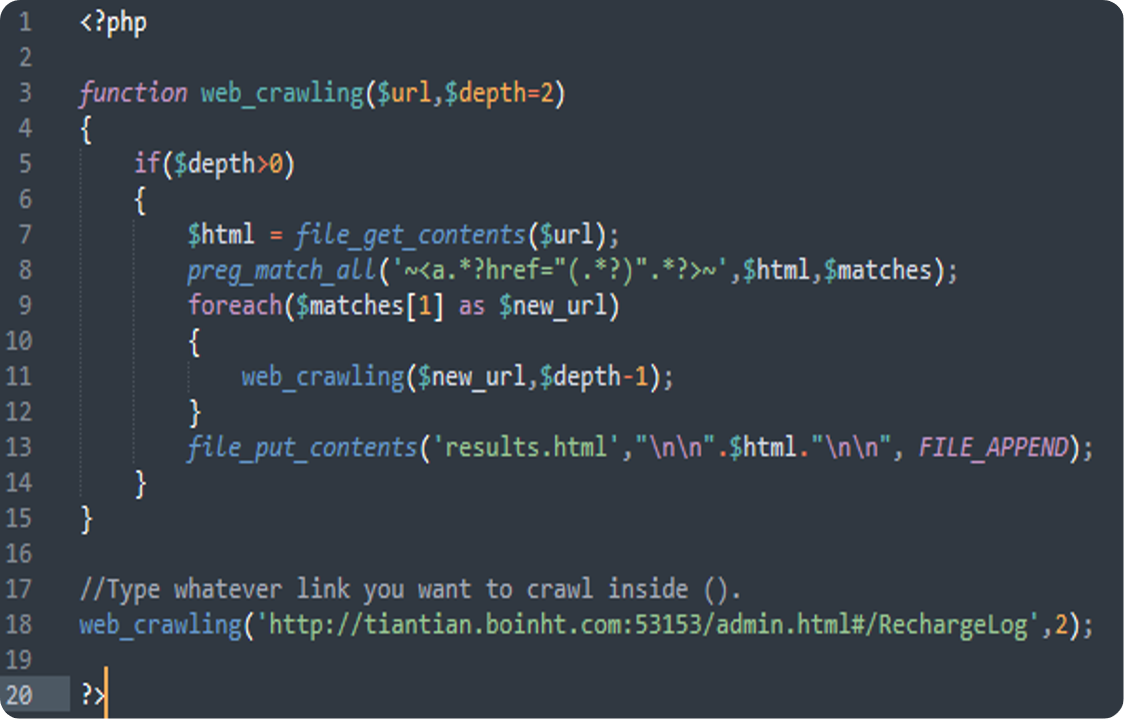 1 <?php
2
3 function web_crawling($url,$depth=2)
4 {
5     if($depth>0)
6     {
7         $html = file_get_contents($url);
8         preg_match_all('~<a.*?href="(.*?)".*?>~',$html,$matches);
9         foreach($matches[1] as $new_url)
10         {
11             web_crawling($new_url,$depth-1);
12         }
13         file_put_contents('results.html',"\n\n".$html."\n\n", FILE_APPEND);
14     }
15 }
16
17 //Type whatever link you want to crawl inside ().
18 web_crawling('http://tiantian.boinht.com:53153/admin.html#/RechargeLog',2);
19
20 ?>